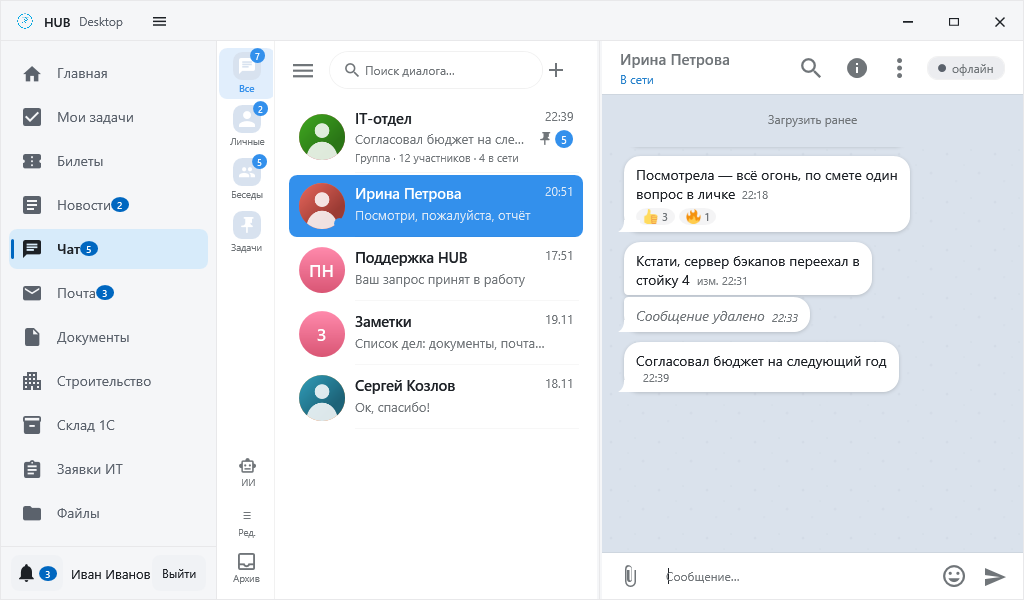 HUB Desktop
Главная
Мои задачи
Билеты
Новости 2
Чат 5
Почта 3
Документы
Строительство
Склад 1С
Заявки ИТ
Файлы
3 Иван Иванов Выйти
7
Все
2
Личные
5
Беседы
Задачи
ИИ
Ред.
Архив
Поиск диалога...
IT-отдел 22:39
Согласовал бюджет на сле... 5
Группа · 12 участников · 4 в сети
Ирина Петрова 20:51
Посмотри, пожалуйста, отчёт
ПН
Поддержка HUB 17:51
Ваш запрос принят в работу
З
Заметки 19.11
Список дел: документы, почта...
Сергей Козлов 18.11
Ок, спасибо!
Ирина Петрова
В сети
офлайн
Загрузить ранее
Посмотрела — всё огонь, по смете один
вопрос в личке 22:18
👍 3 🔥 1
Кстати, сервер бэкапов переехал в
стойку 4 изм. 22:31
Сообщение удалено 22:33
Согласовал бюджет на следующий год
22:39
Сообщение...